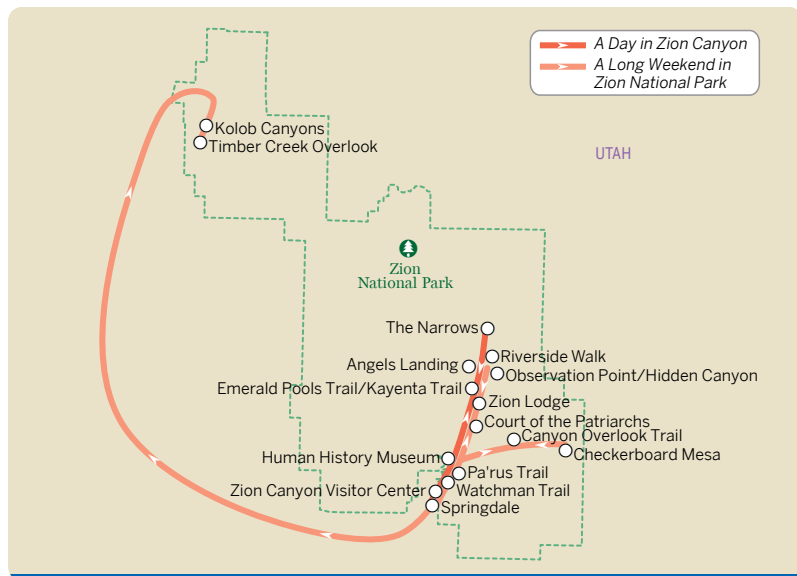 A Day in Zion Canyon
A Long Weekend in
Zion National Park
Kolob Canyons
Timber Creek Overlook
UTAH
Zion
National Park
The Narrows
Riverside Walk
Angels Landing
Observation Point/Hidden Canyon
Emerald Pools Trail/Kayenta Trail
Zion Lodge
Court of the Patriarchs
Canyon Overlook Trail
Checkerboard Mesa
Human History Museum
Pa'rus Trail
Zion Canyon Visitor Center
Watchman Trail
Springdale